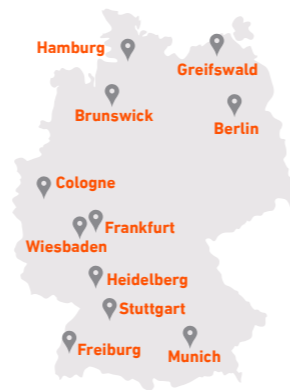 Hamburg
Greifswald
Brunswick
Berlin
Cologne
Frankfurt
Wiesbaden
Heidelberg
Stuttgart
Freiburg
Munich